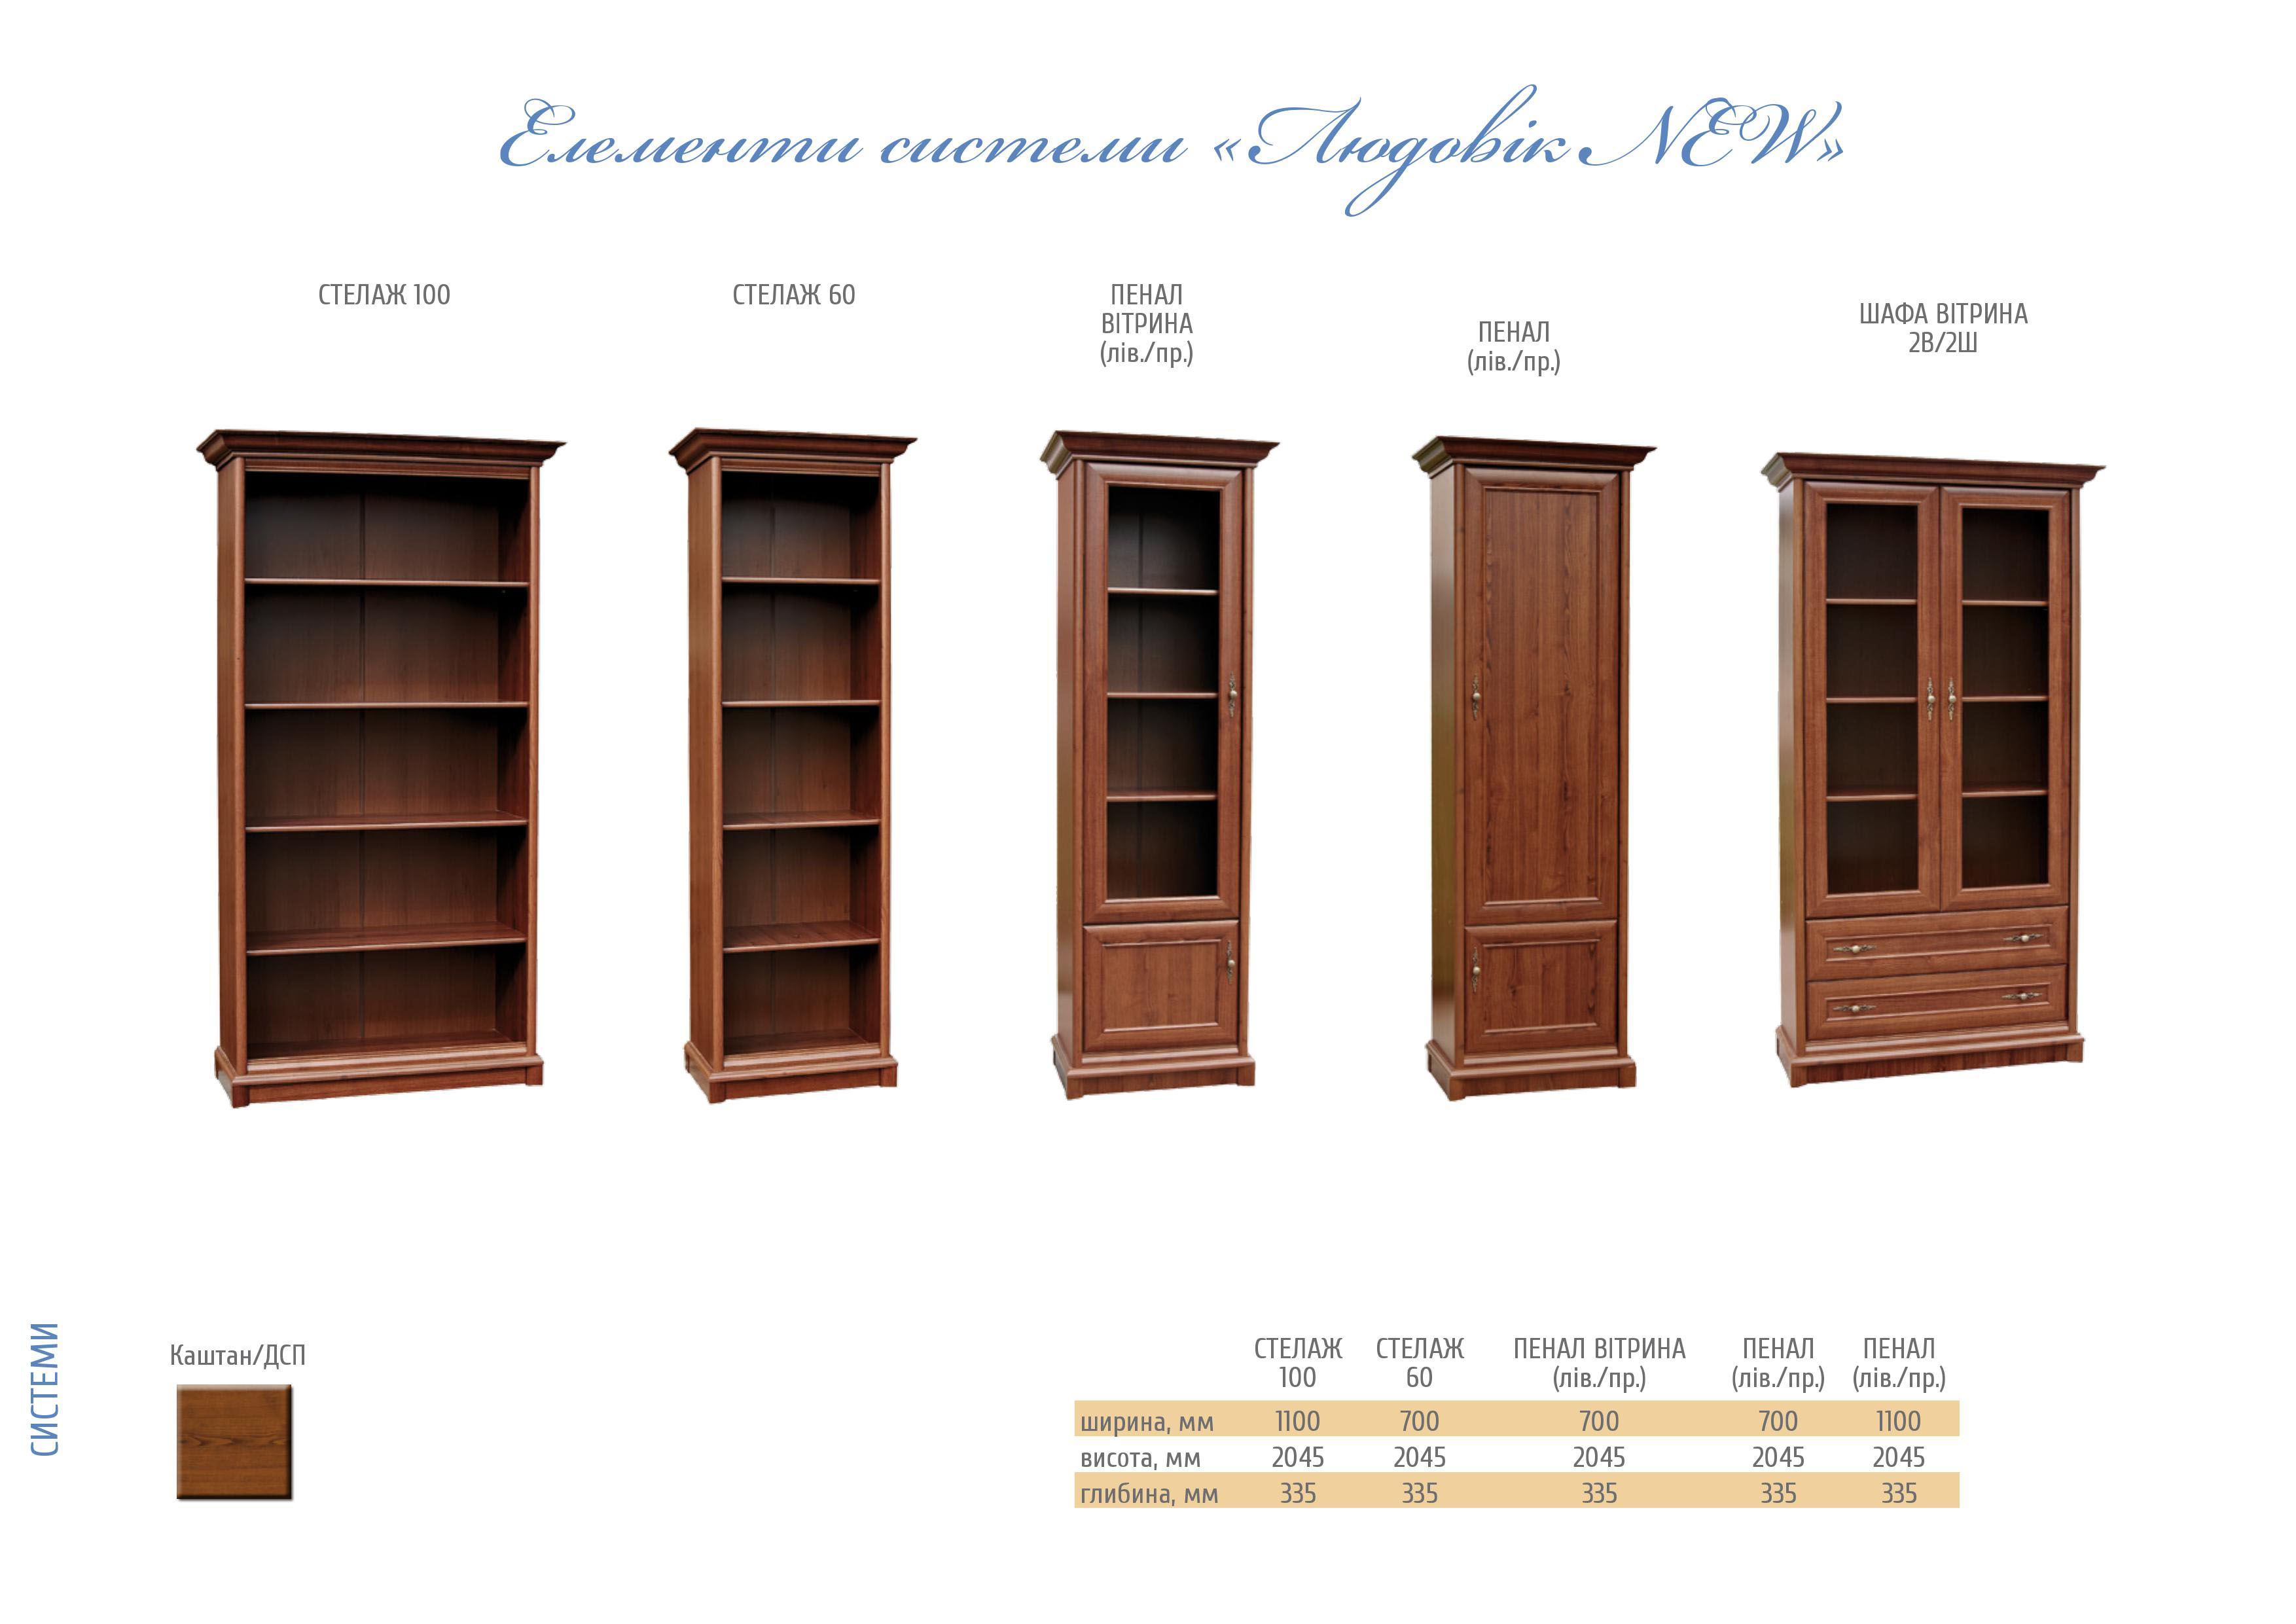 Елементи системи «Людовік NEW»
СТЕЛАЖ 100
СТЕЛАЖ 60
ПЕНАЛ
ВІТРИНА
(лів./пр.)
ПЕНАЛ
(лів./пр.)
ШАФА ВІТРИНА
2В/2Ш
СИСТЕМИ
Каштан/ДСП
СТЕЛАЖ СТЕЛАЖ ПЕНАЛ ВІТРИНА ПЕНАЛ ПЕНАЛ
100 60 (лів./пр.) (лів./пр.) (лів./пр.)
ширина, мм 1100 700 700 700 1100
висота, мм 2045 2045 2045 2045 2045
глибина, мм 335 335 335 335 335